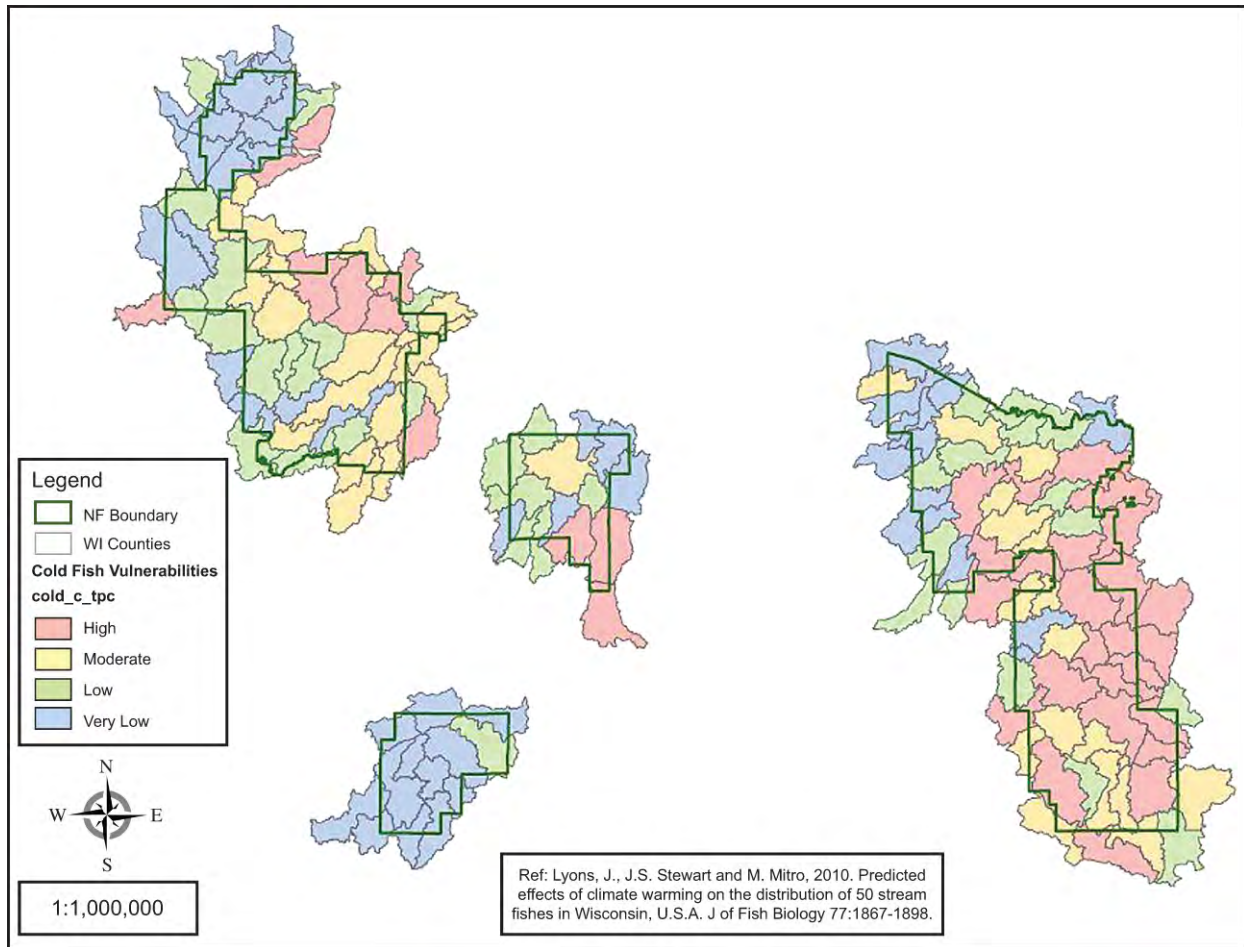 Legend
NF Boundary
WI Counties
Cold Fish Vulnerabilities
cold_c_tpc
High
Moderate
Low
Very Low
N
W E
S
1:1,000,000
Ref: Lyons, J., J.S. Stewart and M. Mitro, 2010. Predicted
effects of climate warming on the distribution of 50 stream
fishes in Wisconsin, U.S.A. J of Fish Biology 77:1867-1898.